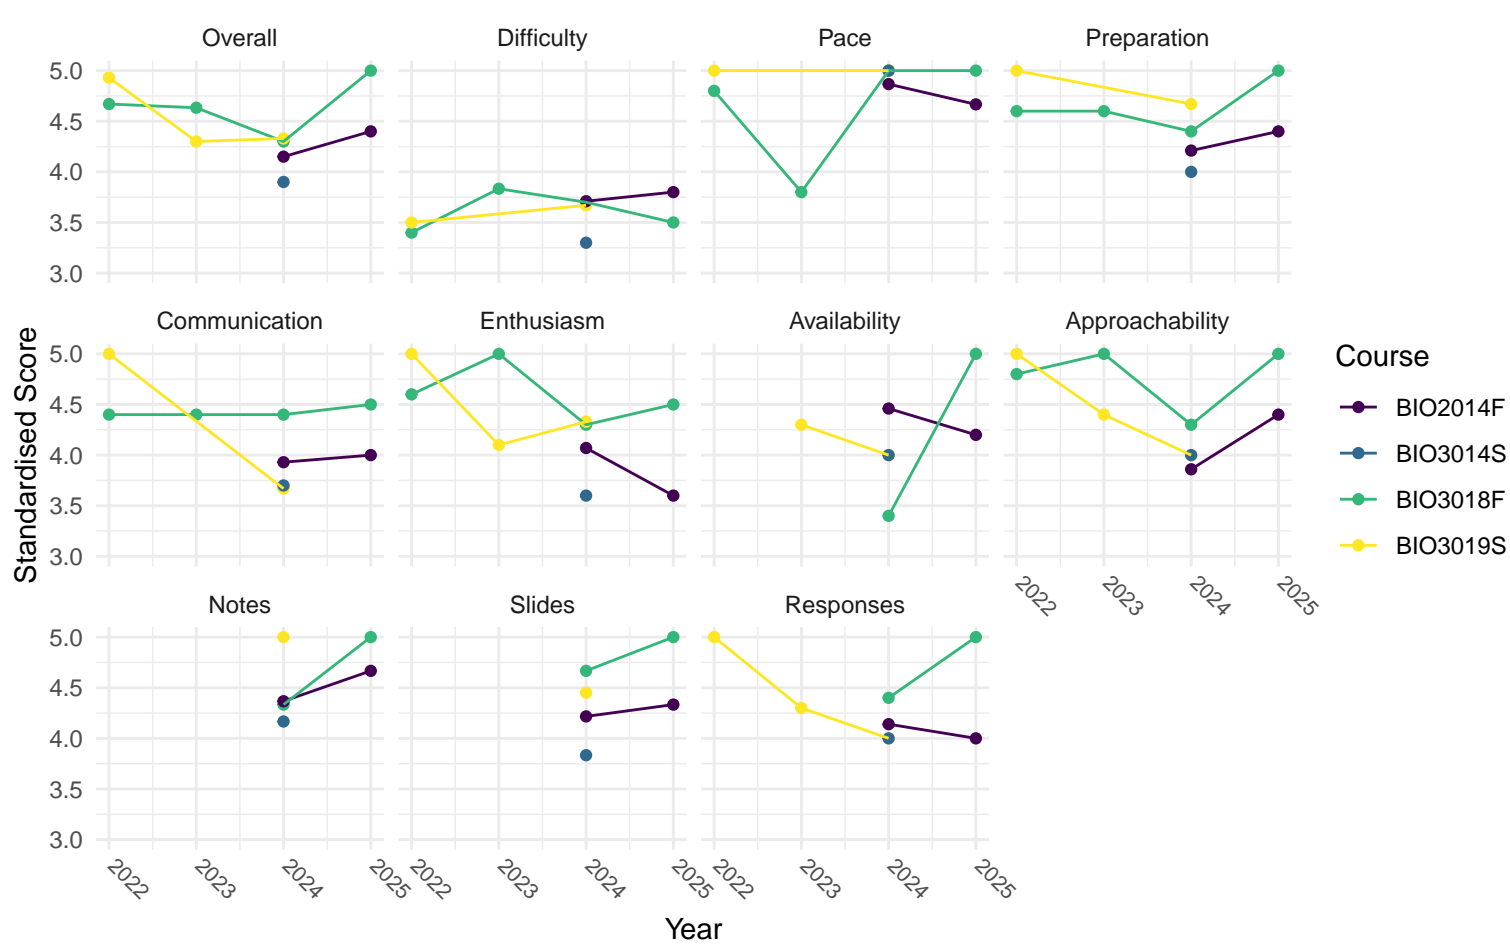 Overall Difficulty Pace Preparation
5.0
4.5
4.0
3.5
3.0
Communication Enthusiasm Availability Approachability
5.0
4.5
4.0
3.5
3.0
2022 2023 2024 2025
Notes Slides Responses
5.0
4.5
4.0
3.5
3.0
2022 2023 2024 2025 2022 2023 2024 2025 2022 2023 2024 2025
Year
Standardised Score
Course
BIO2014F
BIO3014S
BIO3018F
BIO3019S